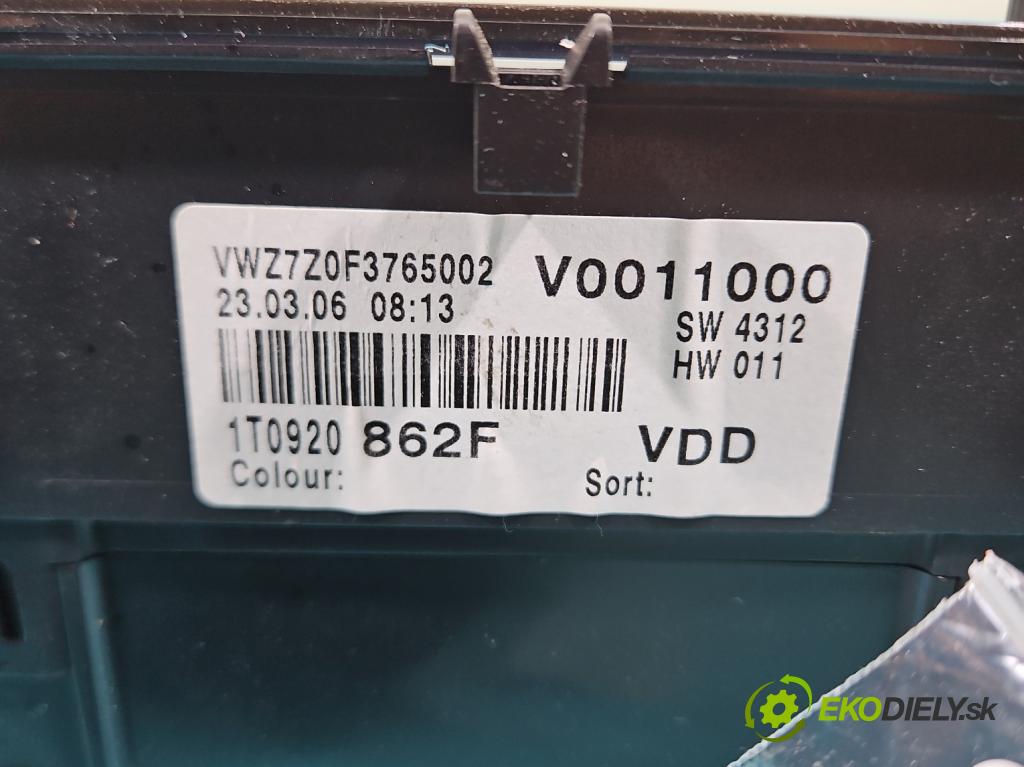 VWZ7Z0F3765002 V0011000
23.03.06 08:13 SW 4312
HW 011
1T0920 862F VDD
Colour: Sort:
EKODIELY.sk